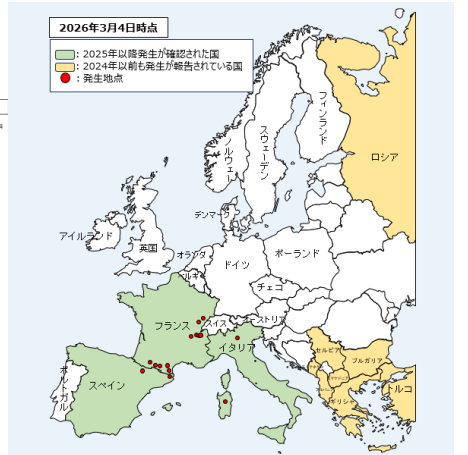 2026年3月4日時点
：2025年以降発生が確認された国
：2024年以前も発生が報告されている国
：発生地点
フィンランド
スウェーデン
ノルウェー
ロシア
デンマーク
アイルランド
英国
オランダ
ベルギー
ドイツ
ポーランド
チェコ
フランス
スイス
オーストリア
イタリア
セルビア
ブルガリア
ポルトガル
スペイン
トルコ
ギリシャ